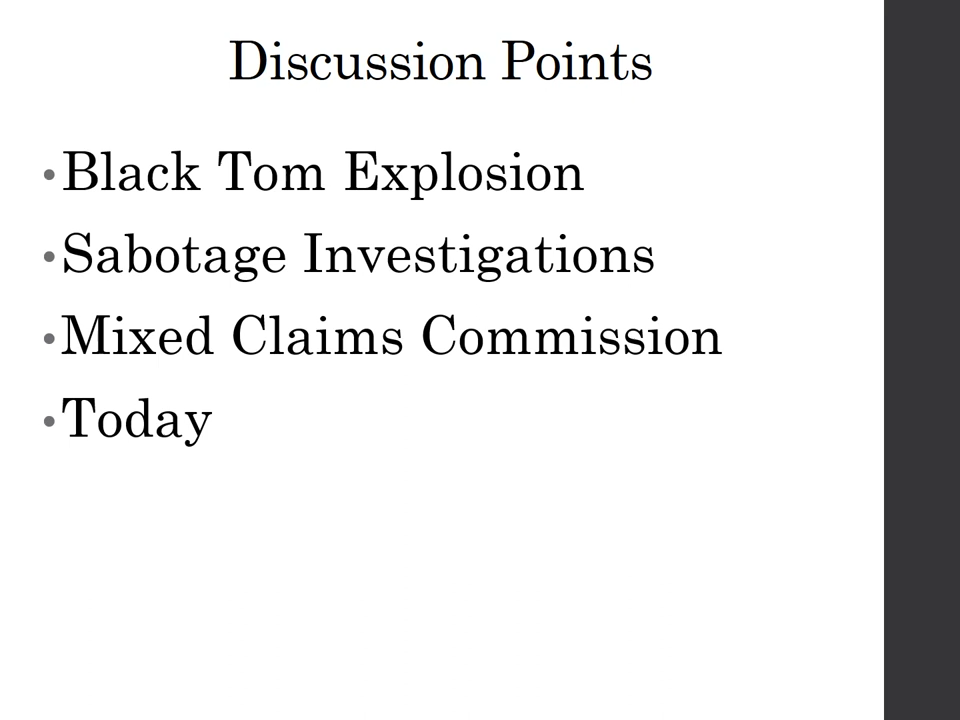 Discussion Points
• Black Tom Explosion
• Sabotage Investigations
• Mixed Claims Commission
• Today